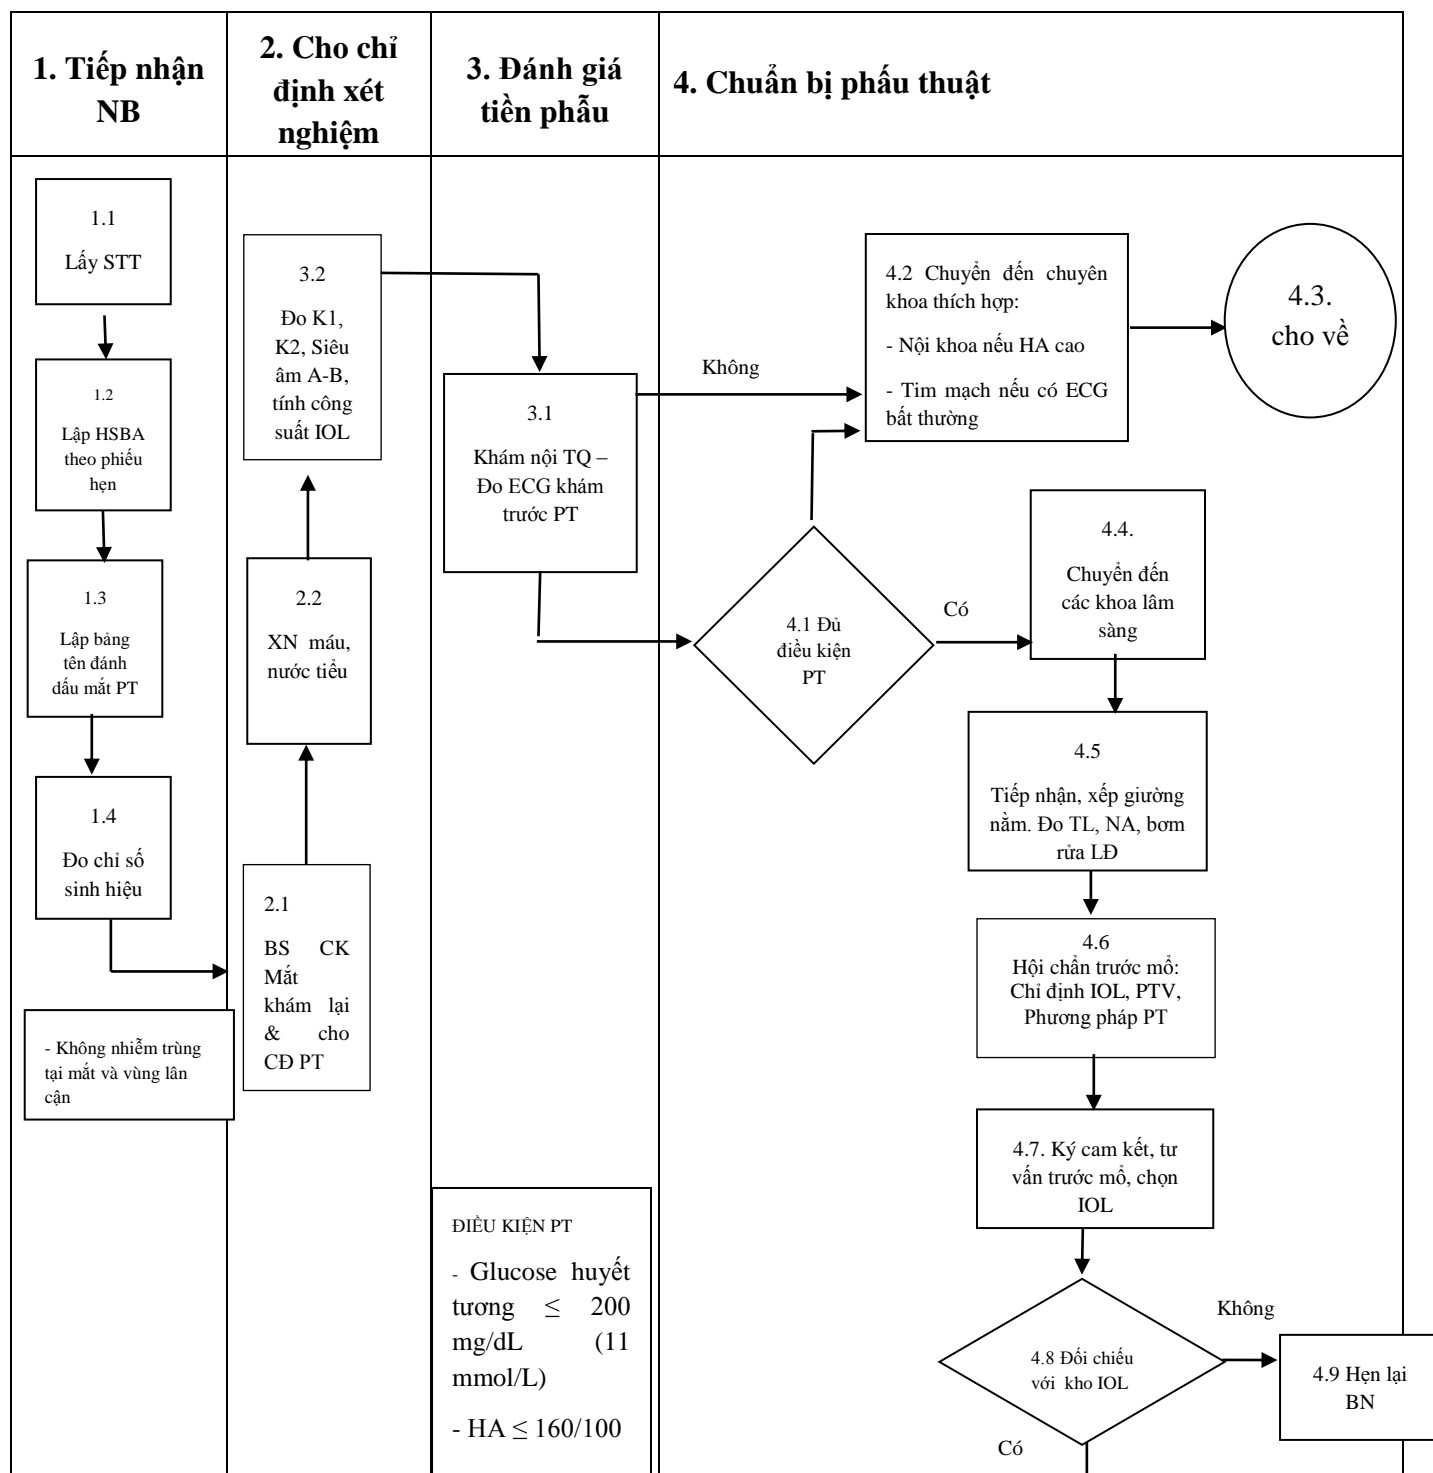 1. Tiếp nhận
NB
2. Cho chỉ
định xét
nghiệm
3. Đánh giá
tiền phẫu
4. Chuẩn bị phấu thuật
1.1
Lấy STT
1.2
Lập HSBA
theo phiếu
hẹn
1.3
Lập bảng
tên đánh
dấu mắt PT
1.4
Đo chỉ số
sinh hiệu
- Không nhiễm trùng
tại mắt và vùng lân
cận
3.2
Đo K1,
K2, Siêu
âm A-B,
tính công
suất IOL
2.2
XN máu,
nước tiểu
2.1
BS CK
Mắt
khám lại
& cho
CĐ PT
3.1
Khám nội TQ –
Đo ECG khám
trước PT
ĐIỀU KIỆN PT
- Glucose huyết
tương ≤ 200
mg/dL (11
mmol/L)
- HA ≤ 160/100
Không
4.2 Chuyển đến chuyên
khoa thích hợp:
- Nội khoa nếu HA cao
- Tim mạch nếu có ECG
bất thường
4.3.
cho về
4.1 Đủ
điều kiện
PT
Có
4.4.
Chuyển đến
các khoa lâm
sàng
4.5
Tiếp nhận, xếp giường
nằm. Đo TL, NA, bơm
rửa LĐ
4.6
Hội chẩn trước mổ:
Chỉ định IOL, PTV,
Phương pháp PT
4.7. Ký cam kết, tư
vấn trước mổ, chọn
IOL
4.8 Đối chiếu
với kho IOL
Không
4.9 Hẹn lại
BN
Có